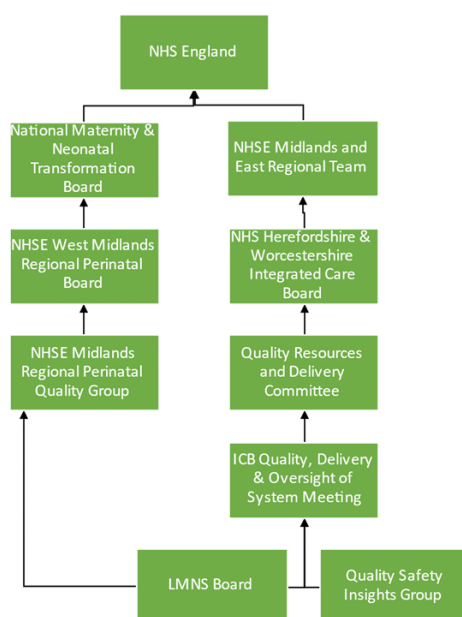 NHS England
National Maternity &
Neonatal
Transformation
Board
NHSE Midlands and
East Regional Team
NHSE West Midlands
Regional Perinatal
Board
NHS Herefordshire &
Worcestershire
Integrated Care
Board
NHSE Midlands
Regional Perinatal
Quality Group
Quality Resources
and Delivery
Committee
ICB Quality, Delivery
& Oversight of
System Meeting
LMNS Board
Quality Safety
Insights Group